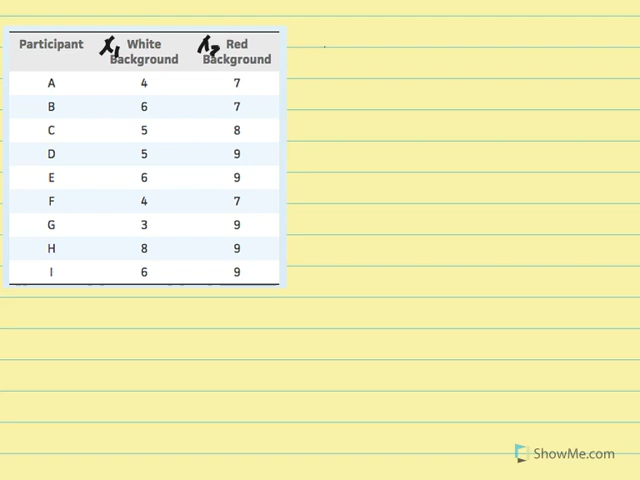 Participant X₁ White Background X₂ Red Background
A 4 7
B 6 7
C 5 8
D 5 9
E 6 9
F 4 7
G 3 9
H 8 9
I 6 9
ShowMe.com